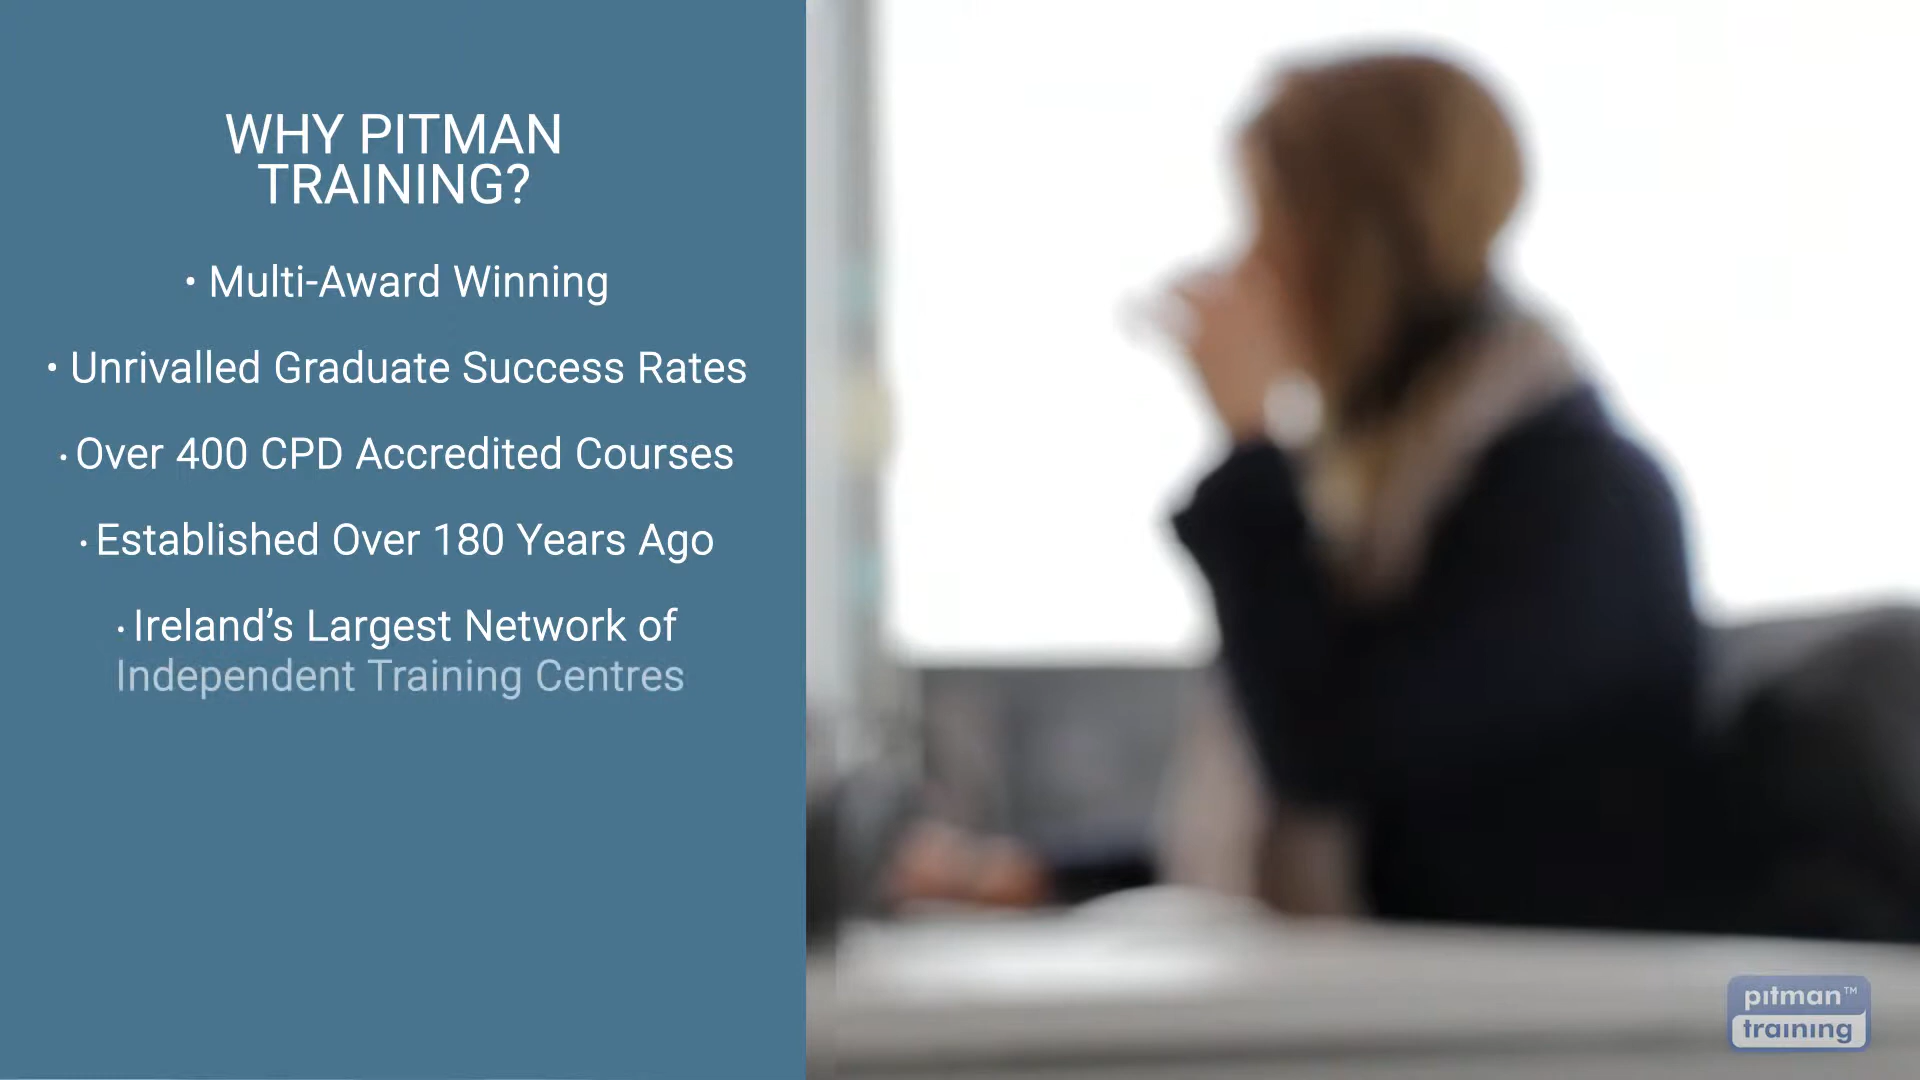 WHY PITMAN
TRAINING?
• Multi-Award Winning
• Unrivalled Graduate Success Rates
• Over 400 CPD Accredited Courses
• Established Over 180 Years Ago
• Ireland’s Largest Network of
Independent Training Centres
pitman™
training